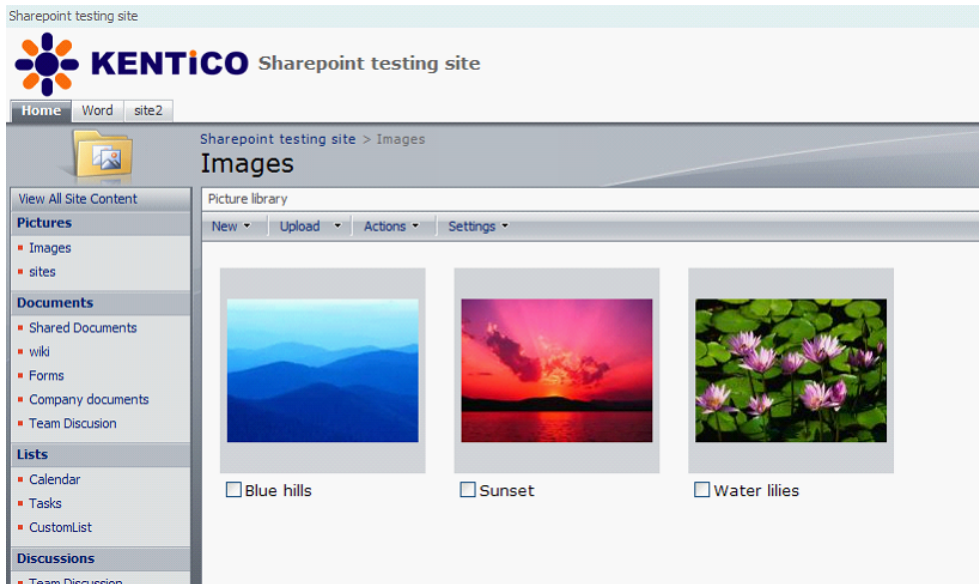 Sharepoint testing site
KENTiCO Sharepoint testing site
Home Word site2
Sharepoint testing site > Images
Images
View All Site Content
Picture library
Pictures
New Upload Actions Settings
Images
sites
Documents
Shared Documents
wiki
Forms
Company documents
Team Discusion
Lists
Calendar
Tasks
CustomList
Discussions
Team Discussion
Blue hills
Sunset
Water lilies